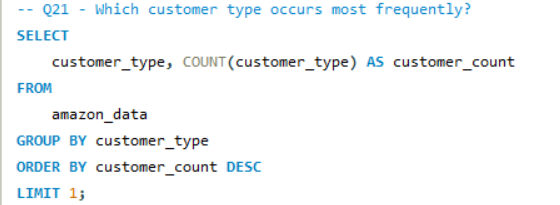 -- Q21 - Which customer type occurs most frequently?
SELECT
    customer_type, COUNT(customer_type) AS customer_count
FROM
    amazon_data
GROUP BY customer_type
ORDER BY customer_count DESC
LIMIT 1;